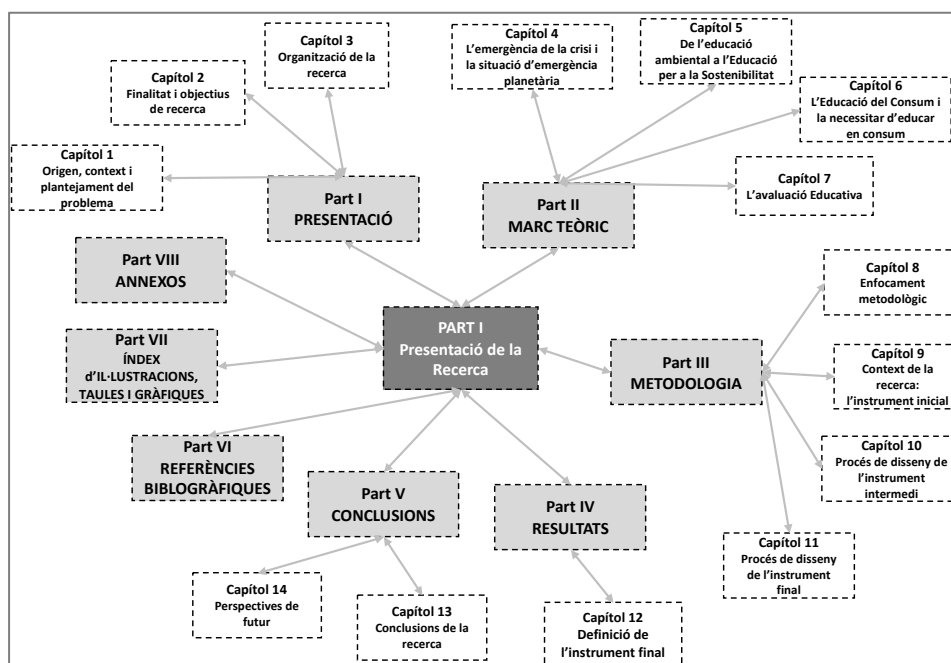 Capítol 1
Origen, context i
plantejament del
problema
Capítol 2
Finalitat i objectius
de recerca
Capítol 3
Organització de la
recerca
Capítol 4
L’emergència de la crisi i
la situació d’emergència
planetària
Capítol 5
De l’educació
ambiental a l’Educació
per a la Sostenibilitat
Capítol 6
L’Educació del Consum i
la necessitar d’educar
en consum
Capítol 7
L’avaluació Educativa
Part I
PRESENTACIÓ
Part II
MARC TEÒRIC
Part VIII
ANNEXOS
Part VII
ÍNDEX
D’IL·LUSTRACIONS,
TAULES I GRÀFIQUES
Part VI
REFERÈNCIES
BIBLOGRÀFIQUES
PART I
Presentació de la
Recerca
Part III
METODOLOGIA
Capítol 8
Enfocament
metodològic
Capítol 9
Context de la
recerca:
l’instrument inicial
Capítol 10
Procés de disseny de
l’instrument
intermedi
Capítol 11
Procés de disseny
de l’instrument
final
Part V
CONCLUSIONS
Part IV
RESULTATS
Capítol 14
Perspectives de
futur
Capítol 13
Conclusions de la
recerca
Capítol 12
Definició de
l’instrument final